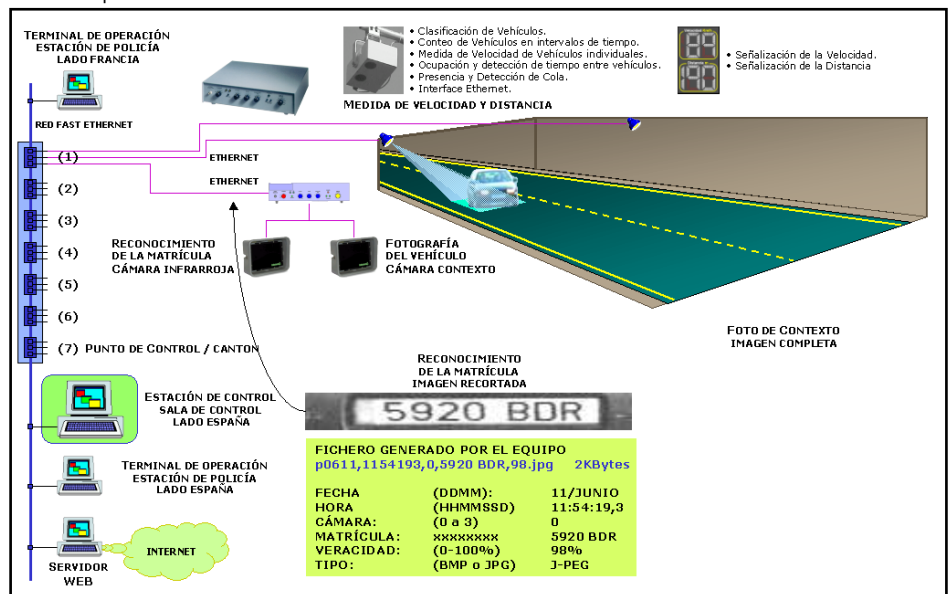 TERMINAL DE OPERACIÓN
ESTACIÓN DE POLICÍA
LADO FRANCIA
RED FAST ETHERNET
• Clasificación de Vehículos.
• Conteo de Vehículos en intervalos de tiempo.
• Medida de Velocidad de Vehículos individuales.
• Ocupación y detección de tiempo entre vehículos.
• Presencia y Detección de Cola.
• Interface Ethernet.
MEDIDA DE VELOCIDAD Y DISTANCIA
89
190
• Señalización de la Velocidad.
• Señalización de la Distancia
(1)
ETHERNET
ETHERNET
(2)
(3)
(4)
(5)
(6)
(7) PUNTO DE CONTROL / CANTON
RECONOCIMIENTO
DE LA MATRÍCULA
CÁMARA INFRARROJA
FOTOGRAFÍA
DEL VEHÍCULO
CÁMARA CONTEXTO
FOTO DE CONTEXTO
IMAGEN COMPLETA
RECONOCIMIENTO
DE LA MATRÍCULA
IMAGEN RECORTADA
5920 BDR
ESTACIÓN DE CONTROL
SALA DE CONTROL
LADO ESPAÑA
TERMINAL DE OPERACIÓN
ESTACIÓN DE POLICÍA
LADO ESPAÑA
INTERNET
SERVIDOR
WEB
FICHERO GENERADO POR EL EQUIPO
p0611,1154193,0,5920 BDR,98.jpg 2KBytes
FECHA (DDMM): 11/JUNIO
HORA (HHMMSSD) 11:54:19,3
CÁMARA: (0 a 3) 0
MATRÍCULA: xxxxxxxx 5920 BDR
VERACIDAD: (0-100%) 98%
TIPO: (BMP o JPG) J-PEG